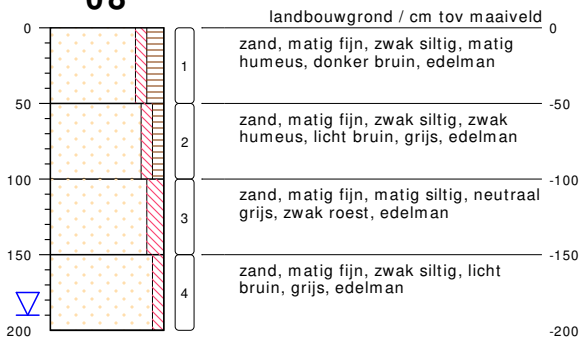 08
landbouwgrond / cm tov maaiveld
0
0
1
zand, matig fijn, zwak siltig, matig
humeus, donker bruin, edelman
50
-50
2
zand, matig fijn, zwak siltig, zwak
humeus, licht bruin, grijs, edelman
100
-100
3
zand, matig fijn, matig siltig, neutraal
grijs, zwak roest, edelman
150
-150
4
zand, matig fijn, zwak siltig, licht
bruin, grijs, edelman
200
-200